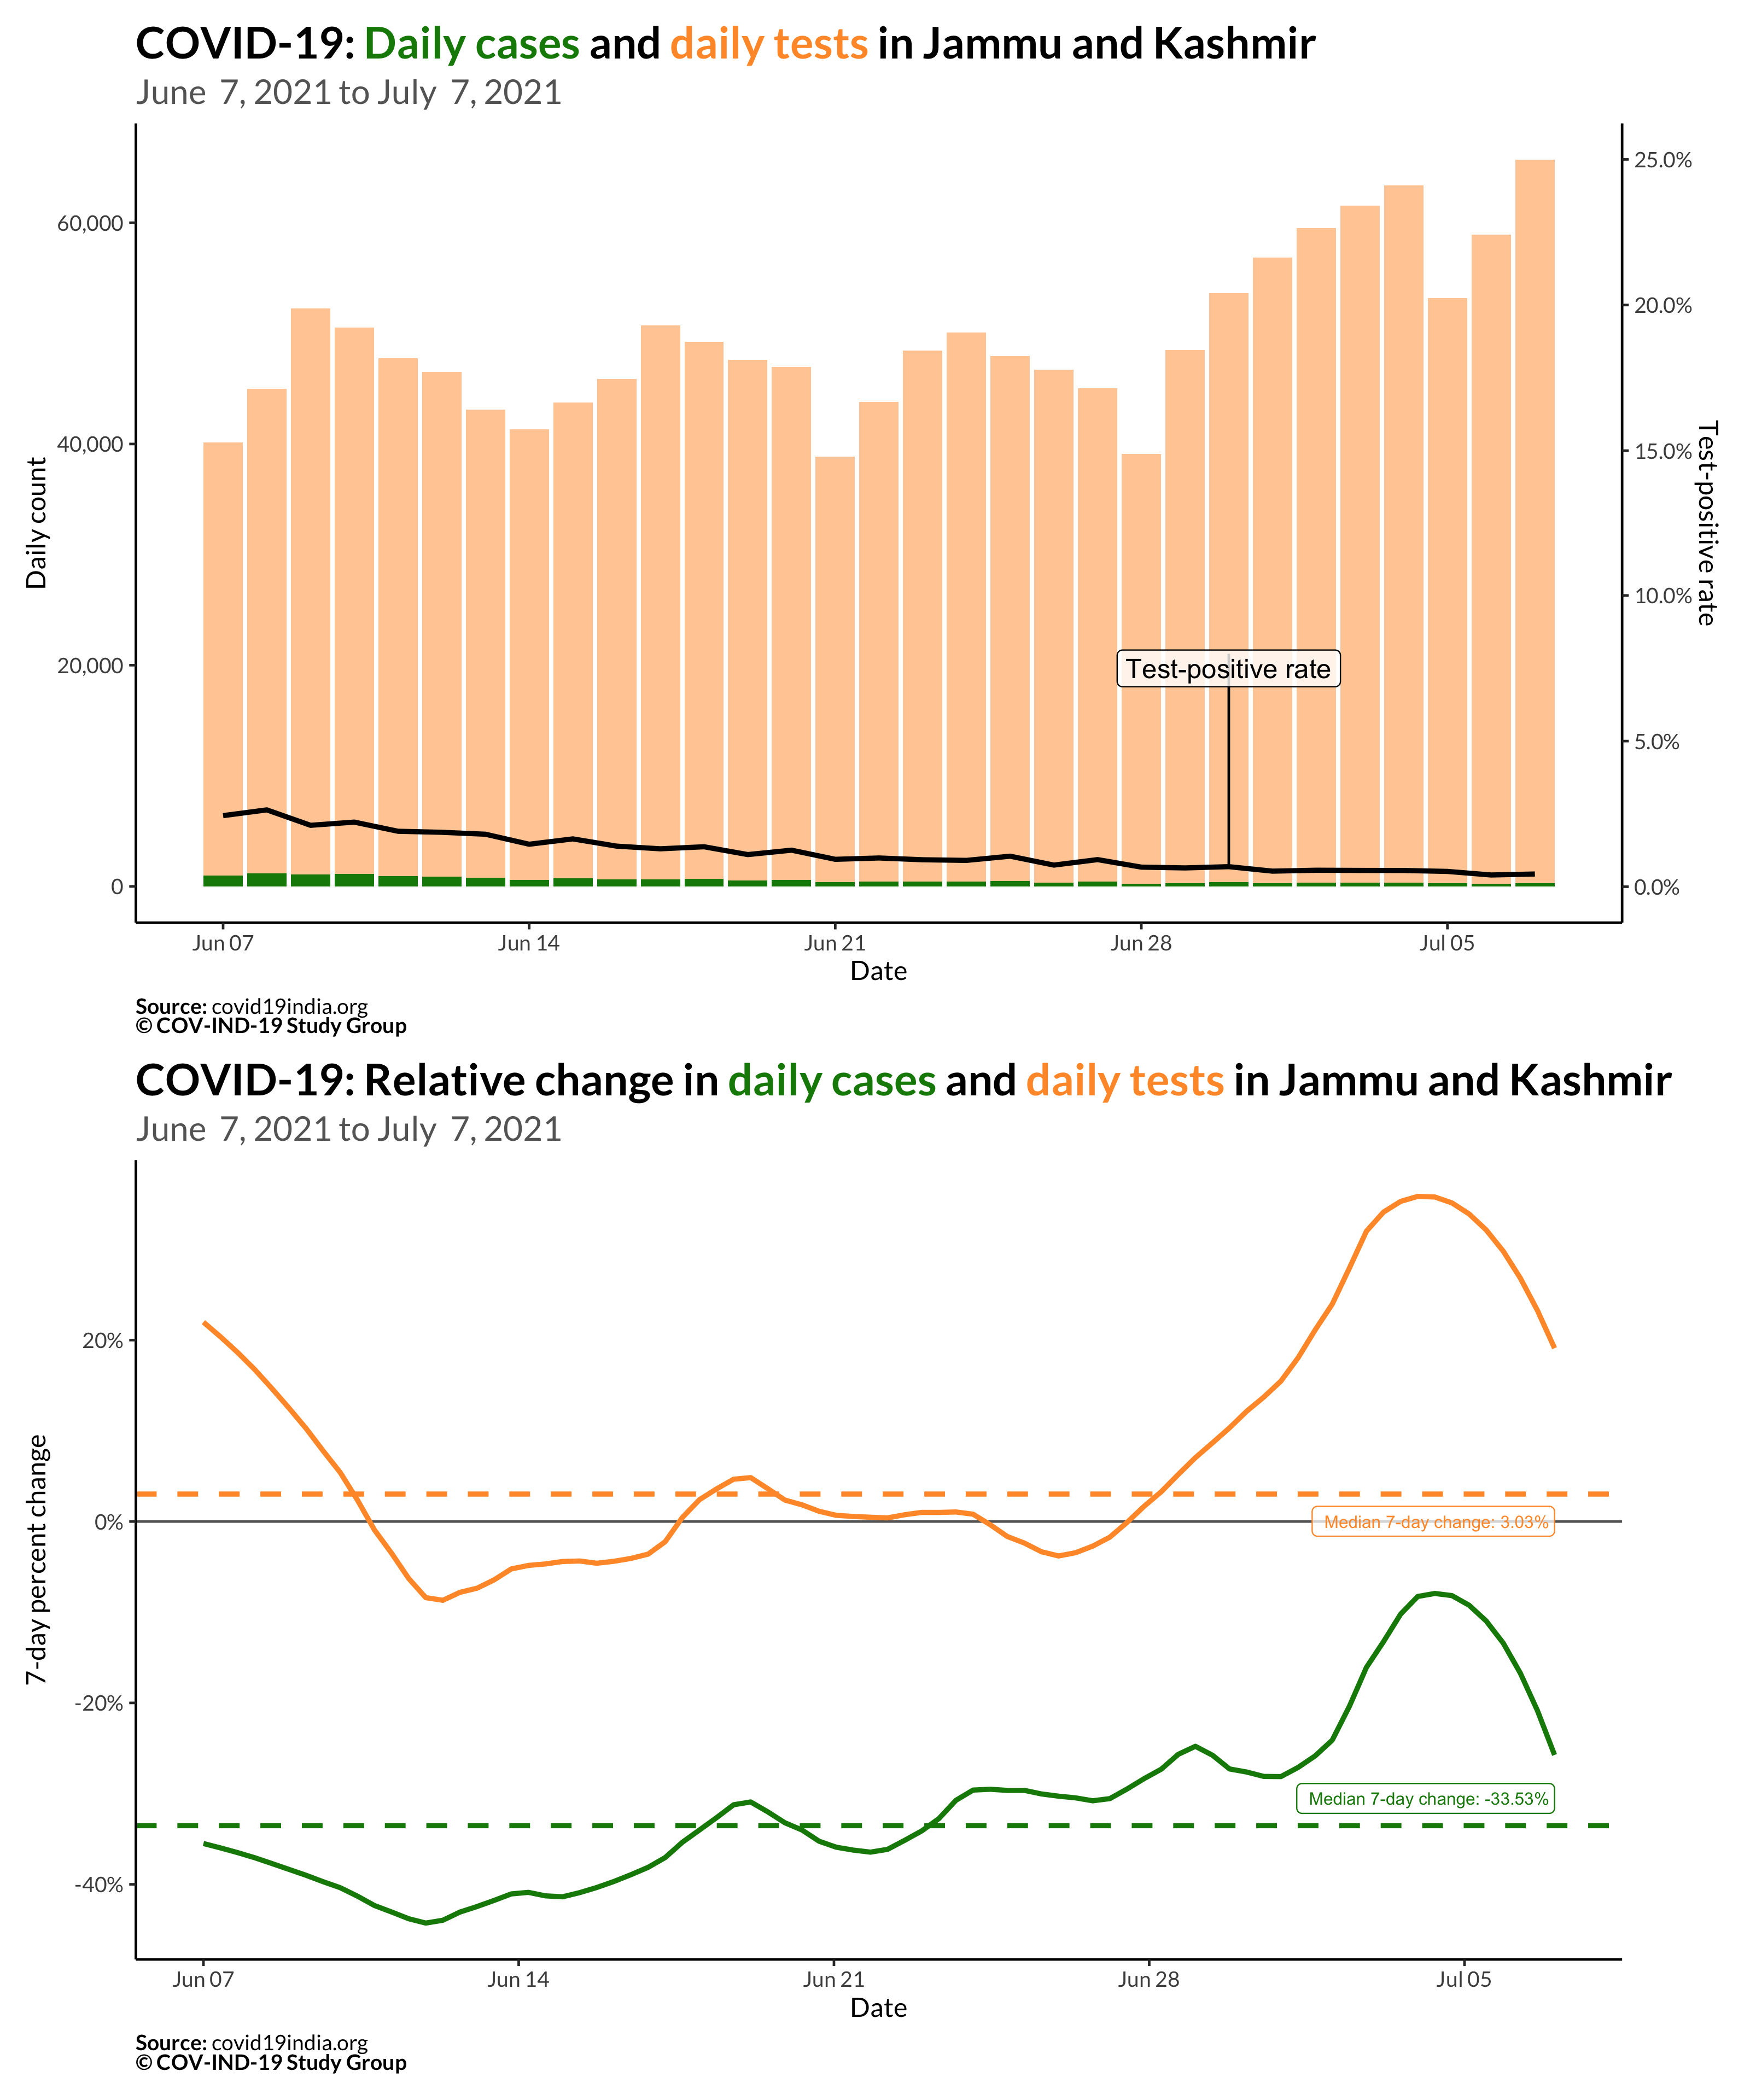 COVID-19: Daily cases and daily tests in Jammu and Kashmir
June 7, 2021 to July 7, 2021
Daily count
60,000
40,000
20,000
0
25.0%
20.0%
15.0%
10.0%
5.0%
0.0%
Test-positive rate
Test-positive rate
Jun 07
Jun 14
Jun 21
Jun 28
Jul 05
Date
Source: covid19india.org
© COV-IND-19 Study Group
COVID-19: Relative change in daily cases and daily tests in Jammu and Kashmir
June 7, 2021 to July 7, 2021
7-day percent change
20%
0%
-20%
-40%
Median 7-day change: 3.03%
Median 7-day change: -33.53%
Jun 07
Jun 14
Jun 21
Jun 28
Jul 05
Date
Source: covid19india.org
© COV-IND-19 Study Group